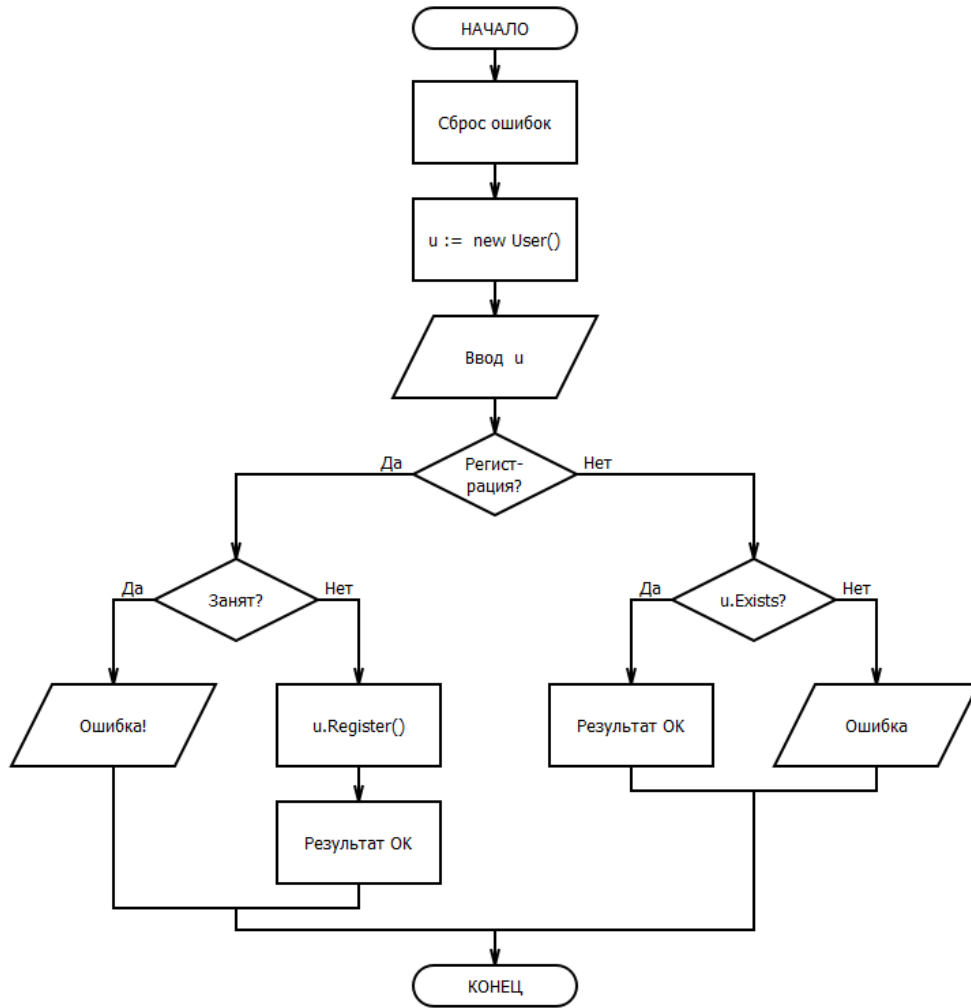 НАЧАЛО
Сброс ошибок
u := new User()
Ввод u
Да
Регист-
рация?
Нет
Да
Занят?
Нет
Да
u.Exists?
Нет
Ошибка!
u.Register()
Результат ОК
Ошибка
Результат ОК
КОНЕЦ